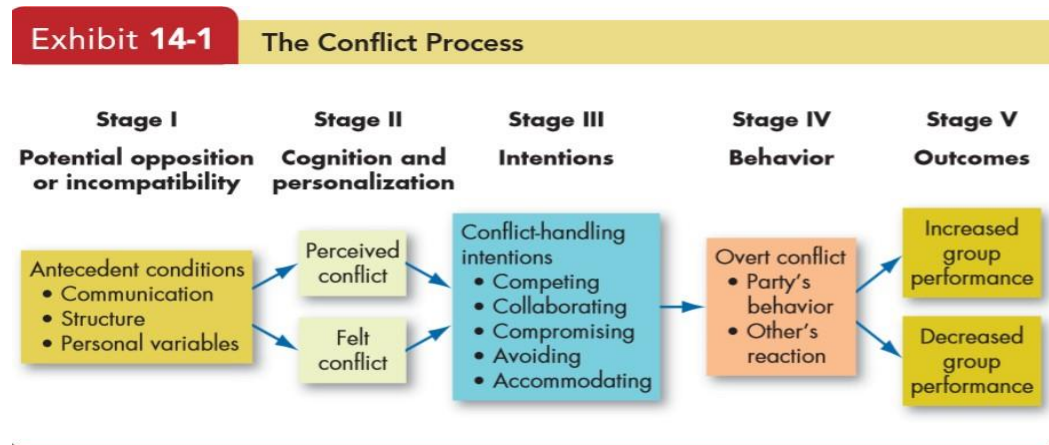 Exhibit 14-1
The Conflict Process
Stage I
Potential opposition
or incompatibility
Stage II
Cognition and
personalization
Stage III
Intentions
Stage IV
Behavior
Stage V
Outcomes
Antecedent conditions
• Communication
• Structure
• Personal variables
Perceived
conflict
Felt
conflict
Conflict-handling
intentions
• Competing
• Collaborating
• Compromising
• Avoiding
• Accommodating
Overt conflict
• Party's
behavior
• Other's
reaction
Increased
group
performance
Decreased
group
performance